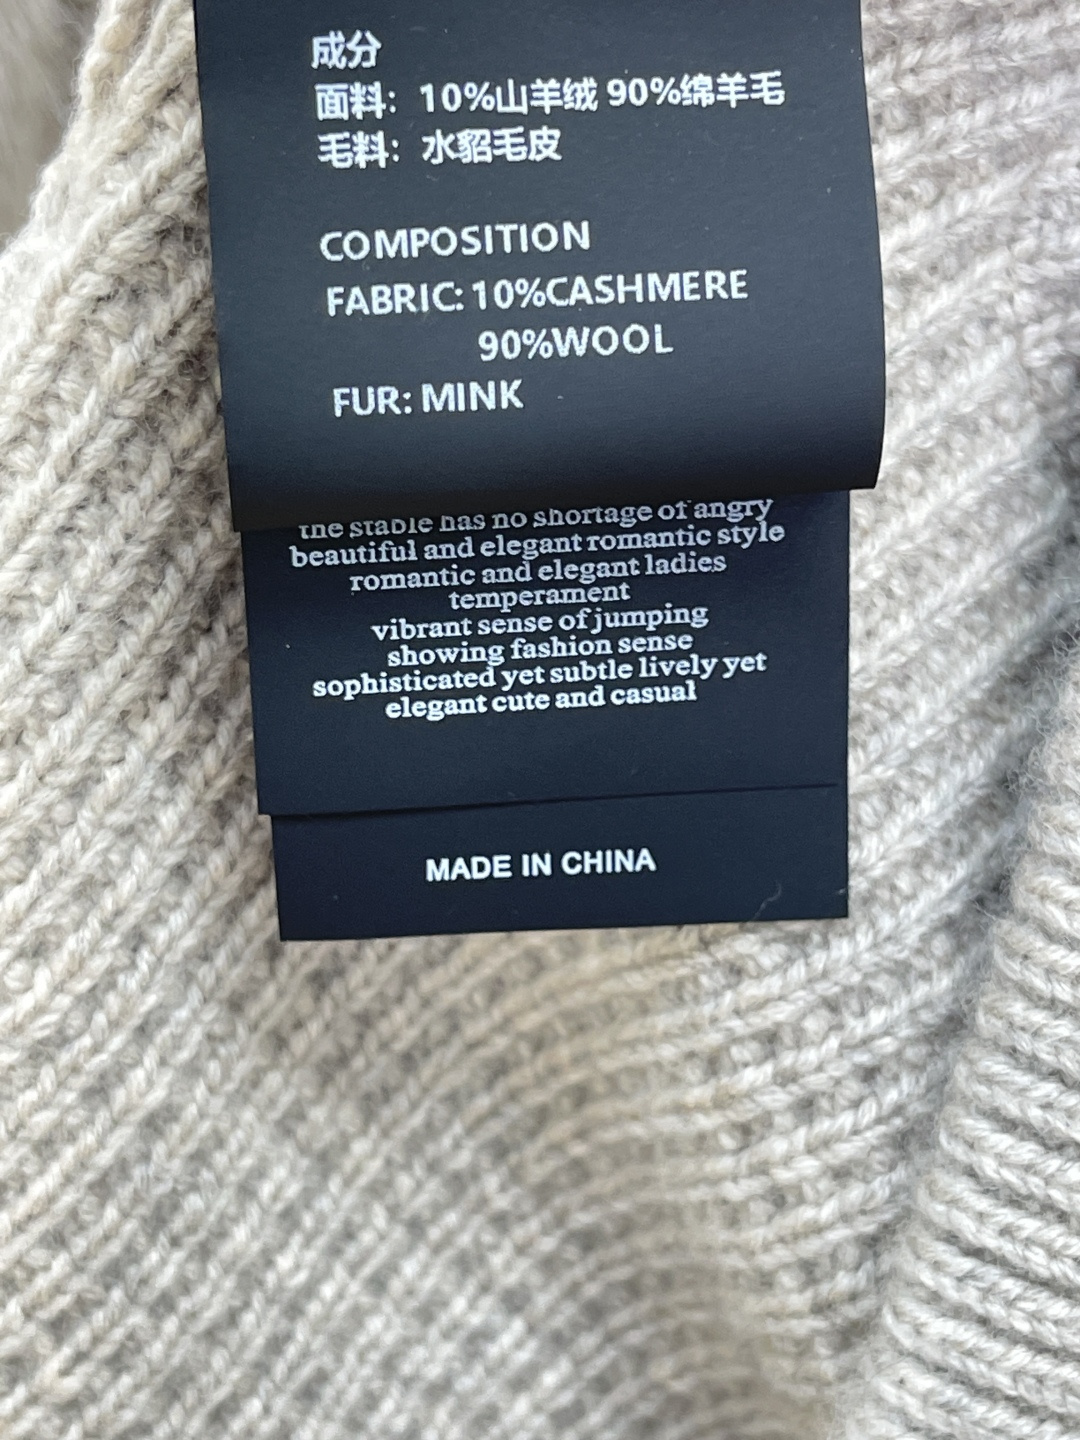 成分
面料：10%山羊绒 90%绵羊毛
毛料：水貂毛皮
COMPOSITION
FABRIC: 10%CASHMERE
90%WOOL
FUR: MINK
the stable has no shortage of angry
beautiful and elegant romantic style
romantic and elegant ladies
temperament
vibrant sense of jumping
showing fashion sense
sophisticated yet subtle lively yet
elegant cute and casual
MADE IN CHINA